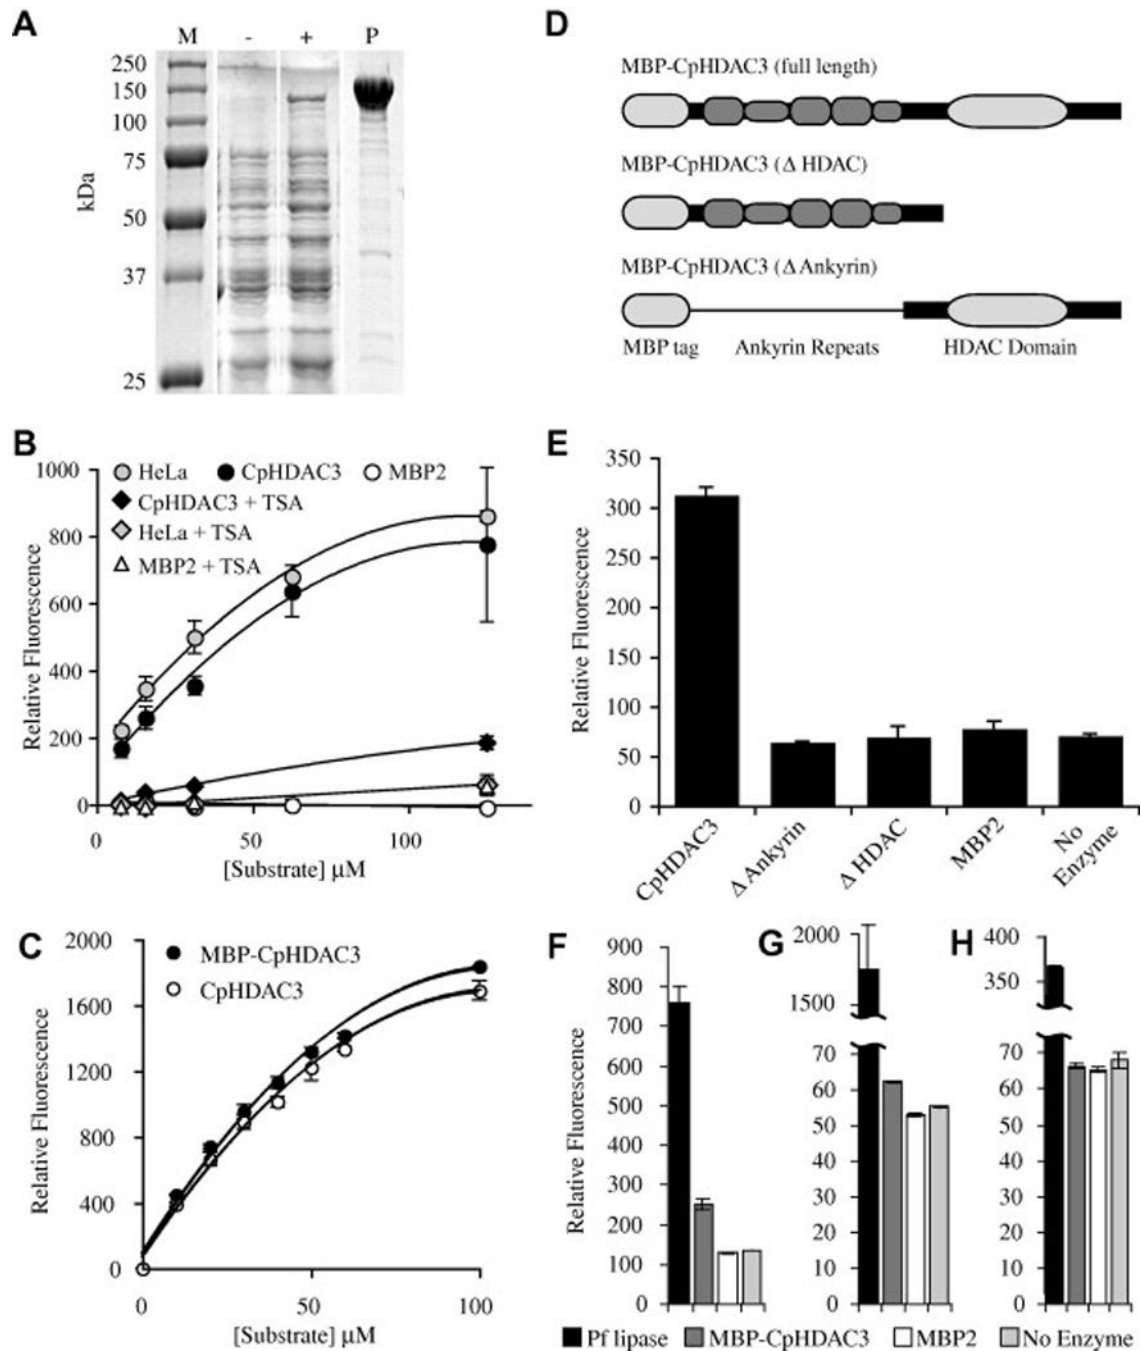 A
M - + P
250
150
100
75
50
37
25
kDa
B
HeLa CpHDAC3 MBP2
CpHDAC3 + TSA
HeLa + TSA
MBP2 + TSA
1000
800
600
400
200
0
Relative Fluorescence
0 50 100
[Substrate] μM
C
MBP-CpHDAC3
CpHDAC3
2000
1600
1200
800
400
0
Relative Fluorescence
0 50 100
[Substrate] μM
D
MBP-CpHDAC3 (full length)
MBP-CpHDAC3 (Δ HDAC)
MBP-CpHDAC3 (Δ Ankyrin)
MBP tag Ankyrin Repeats HDAC Domain
E
350
300
250
200
150
100
50
0
Relative Fluorescence
CpHDAC3
Δ Ankyrin
Δ HDAC
MBP2
No
Enzyme
F
900
800
700
600
500
400
300
200
100
0
Relative Fluorescence
G
2000
1500
70
60
50
40
30
20
10
0
H
400
350
70
60
50
40
30
20
10
0
Pf lipase MBP-CpHDAC3 MBP2 No Enzyme